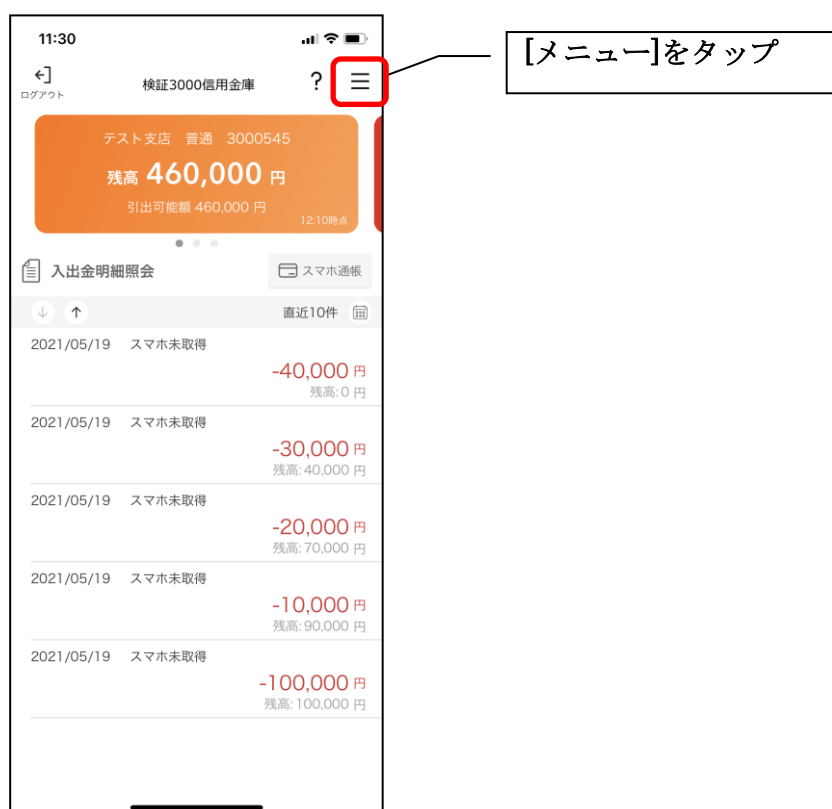 11:30
検証3000信用金庫
?
ログアウト
[メニュー]をタップ
テスト支店 普通 3000545
残高 460,000 円
引出可能額 460,000 円
12:10時点
入出金明細照会
スマホ通帳
直近10件
2021/05/19 スマホ未取得
-40,000 円
残高: 0 円
2021/05/19 スマホ未取得
-30,000 円
残高: 40,000 円
2021/05/19 スマホ未取得
-20,000 円
残高: 70,000 円
2021/05/19 スマホ未取得
-10,000 円
残高: 90,000 円
2021/05/19 スマホ未取得
-100,000 円
残高: 100,000 円